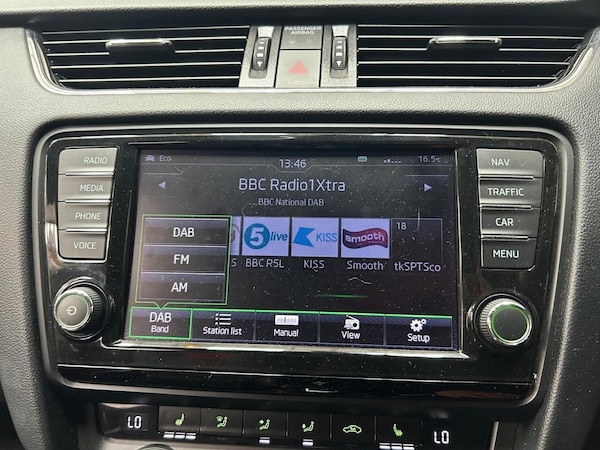 PASSENGER
AIRBAG
RADIO
MEDIA
PHONE
VOICE
Eco
13:46
16.5°C
BBC Radio1Xtra
BBC National DAB
DAB
FM
AM
S
5 live
KISS
smooth
18
BBC R5L
KISS
Smooth
tkSPTSco
DAB
Band
Station list
Manual
View
Setup
NAV
TRAFFIC
CAR
MENU
LO
LO